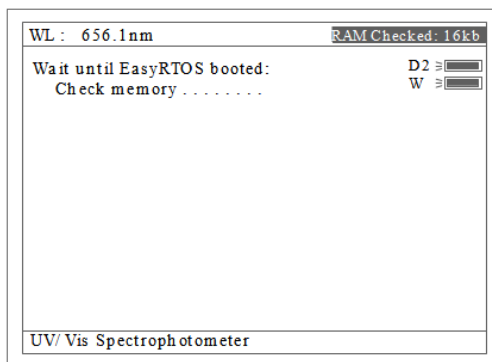 WL : 656.1nm RAM Checked: 16kb
Wait until EasyRTOS booted: D2
Check memory . . . . . . . . W
UV/Vis Spectrophotometer